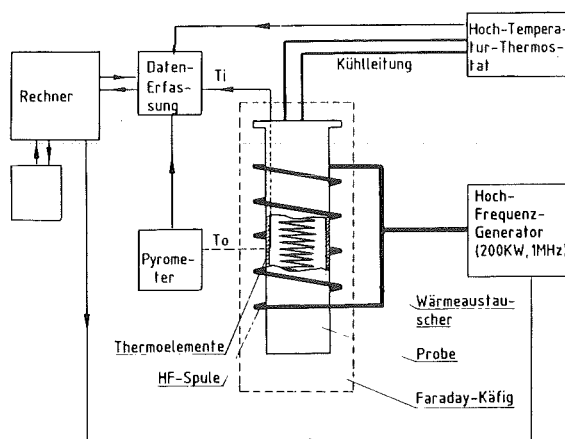 Hoch-Tempera-
tur-Thermos-
tat
Kühlleitung
Daten-
Erfas-
sung
Ti
Rechner
Hoch-
Frequenz-
Generator
(200KW, 1MHz)
To
Pyrome-
ter
Wärmeaustau-
scher
Thermoelemente
Probe
HF-Spule
Faraday-Käfig